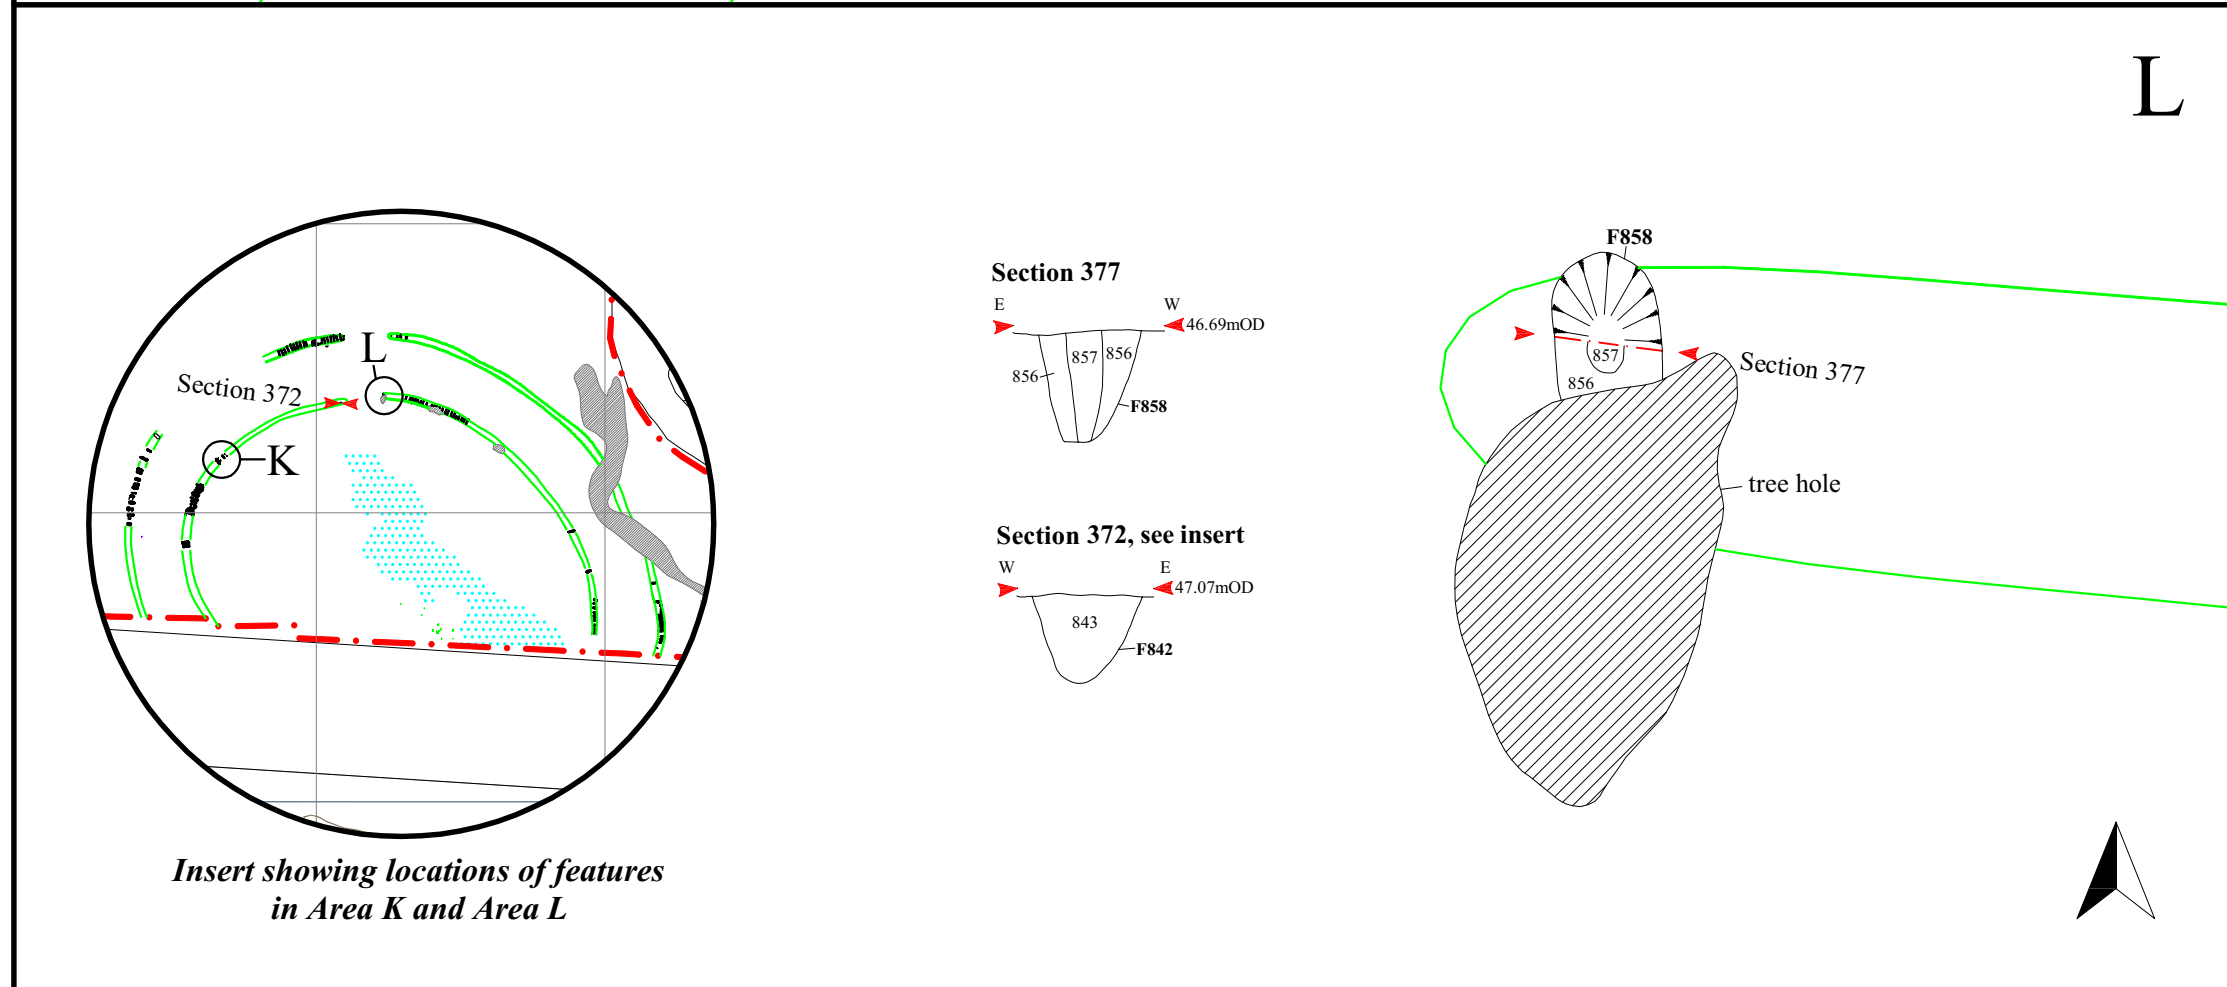 L
L
Section 372
K
Insert showing locations of features
in Area K and Area L
Section 377
E W
46.69mOD
857 856
856
F858
Section 372, see insert
W E
47.07mOD
843
F842
F858
857
Section 377
856
tree hole